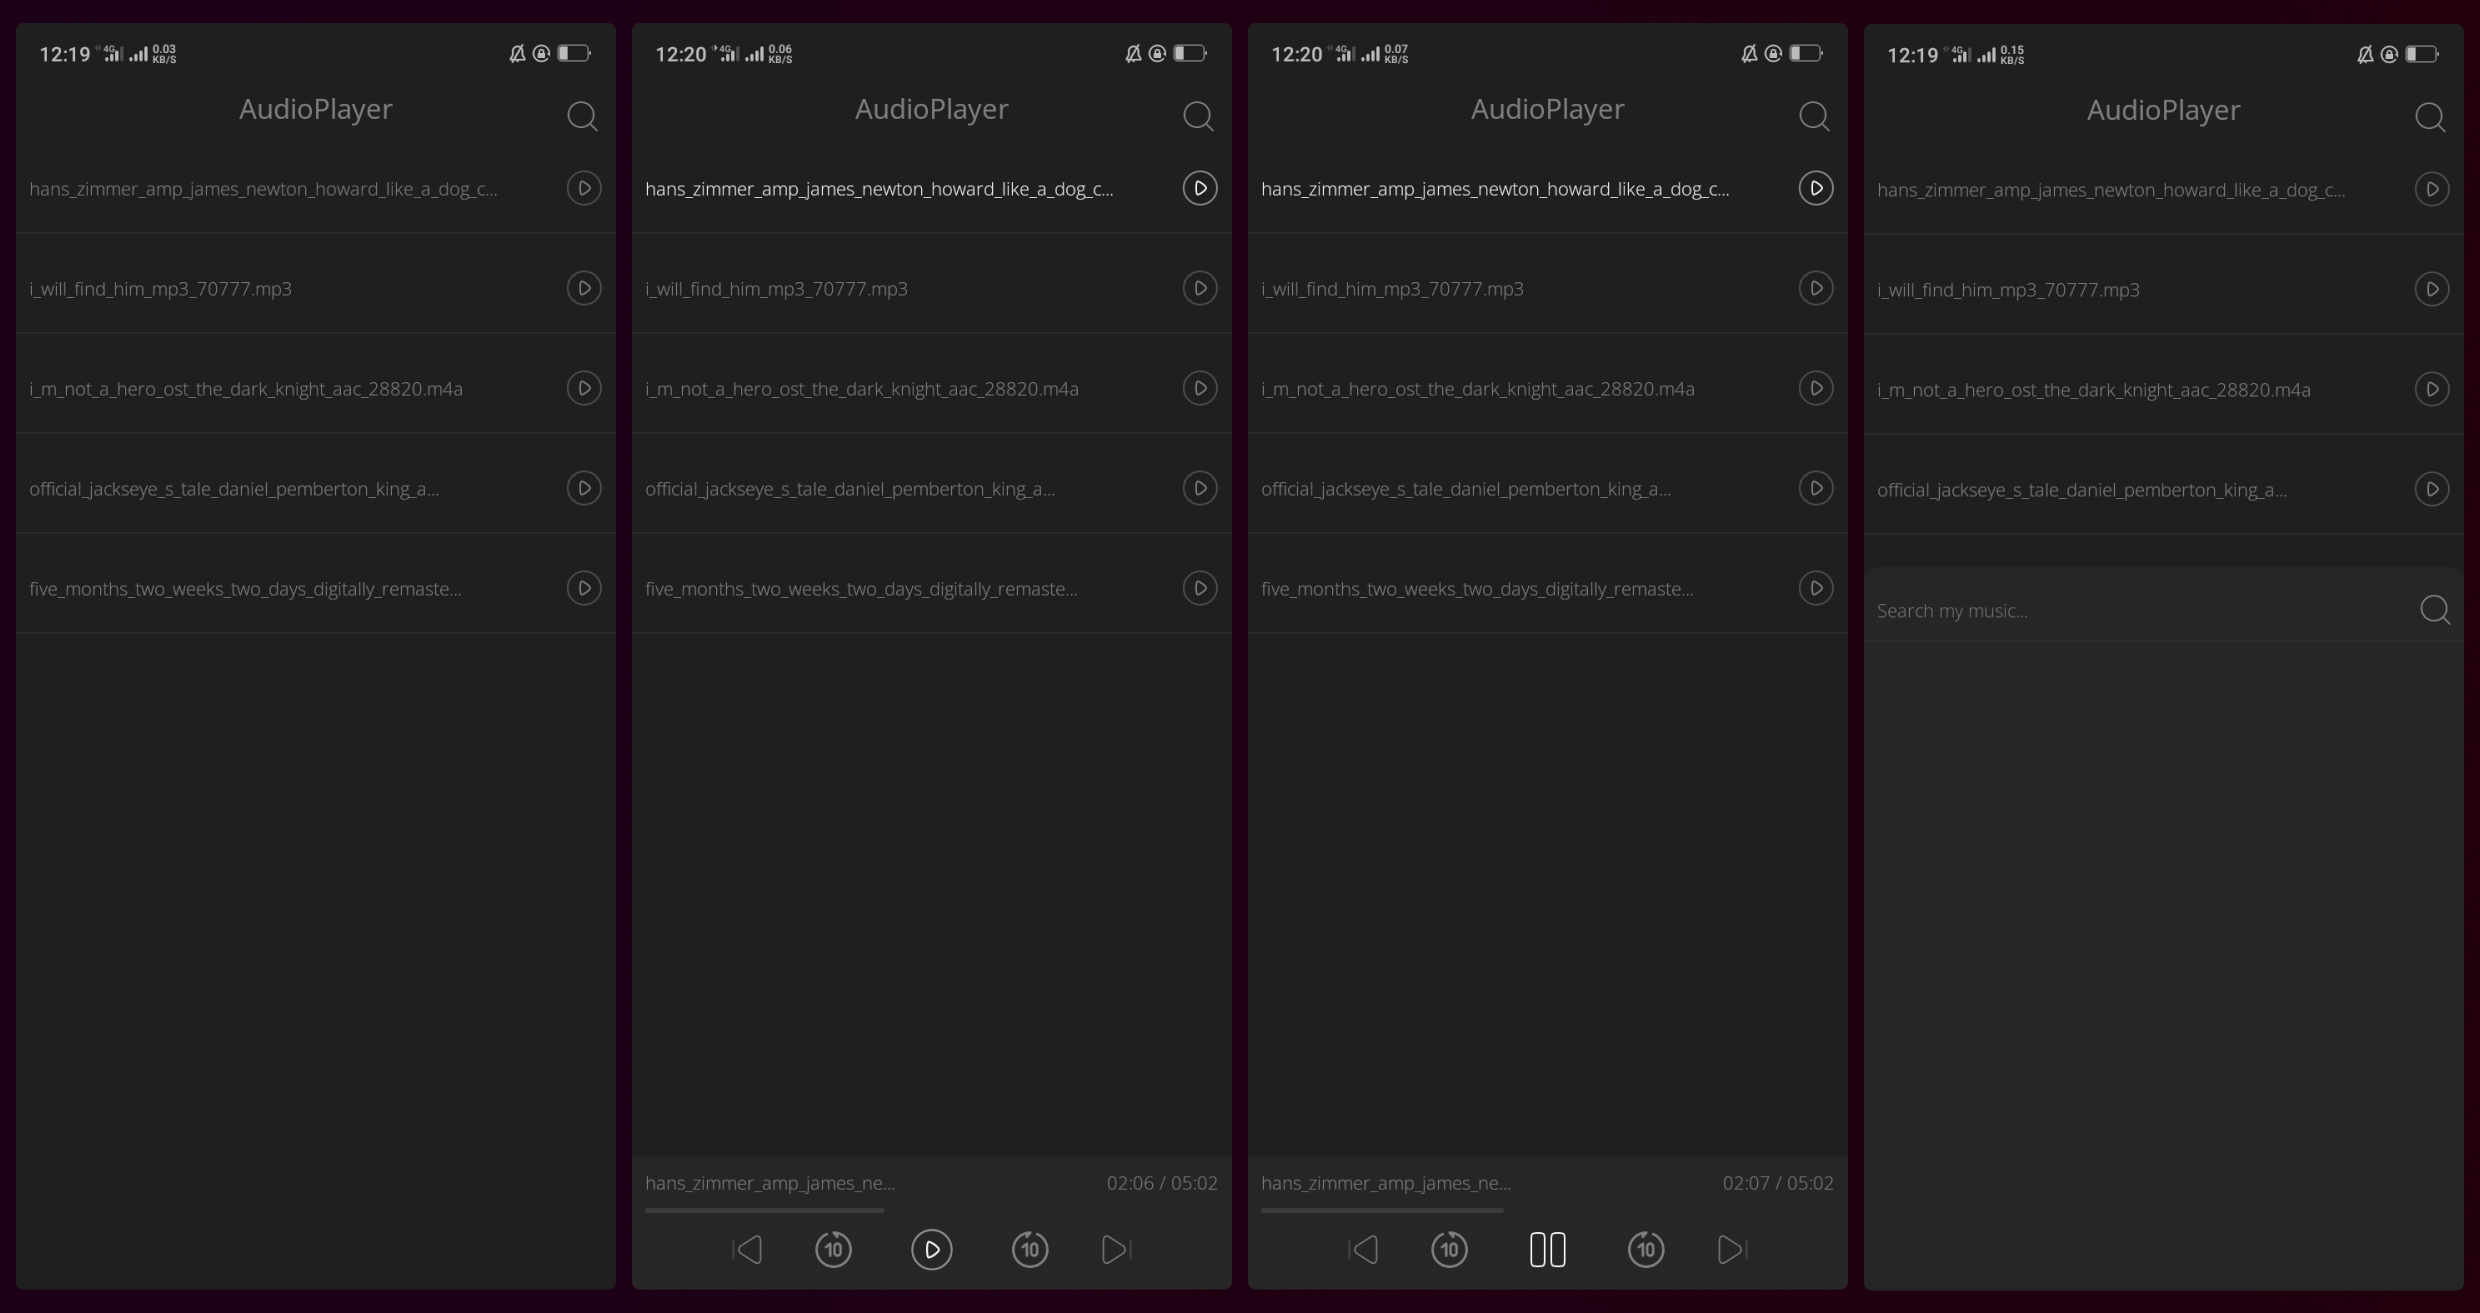 12:19 4G 0.03 KB/S
AudioPlayer
hans_zimmer_amp_james_newton_howard_like_a_dog_c...
i_will_find_him_mp3_70777.mp3
i_m_not_a_hero_ost_the_dark_knight_aac_28820.m4a
official_jackseye_s_tale_daniel_pemberton_king_a...
five_months_two_weeks_two_days_digitally_remaste...
12:20 4G 0.06 KB/S
AudioPlayer
hans_zimmer_amp_james_newton_howard_like_a_dog_c...
i_will_find_him_mp3_70777.mp3
i_m_not_a_hero_ost_the_dark_knight_aac_28820.m4a
official_jackseye_s_tale_daniel_pemberton_king_a...
five_months_two_weeks_two_days_digitally_remaste...
hans_zimmer_amp_james_ne... 02:06 / 05:02
10 10
12:20 4G 0.07 KB/S
AudioPlayer
hans_zimmer_amp_james_newton_howard_like_a_dog_c...
i_will_find_him_mp3_70777.mp3
i_m_not_a_hero_ost_the_dark_knight_aac_28820.m4a
official_jackseye_s_tale_daniel_pemberton_king_a...
five_months_two_weeks_two_days_digitally_remaste...
hans_zimmer_amp_james_ne... 02:07 / 05:02
10 10
12:19 4G 0.15 KB/S
AudioPlayer
hans_zimmer_amp_james_newton_howard_like_a_dog_c...
i_will_find_him_mp3_70777.mp3
i_m_not_a_hero_ost_the_dark_knight_aac_28820.m4a
official_jackseye_s_tale_daniel_pemberton_king_a...
Search my music...